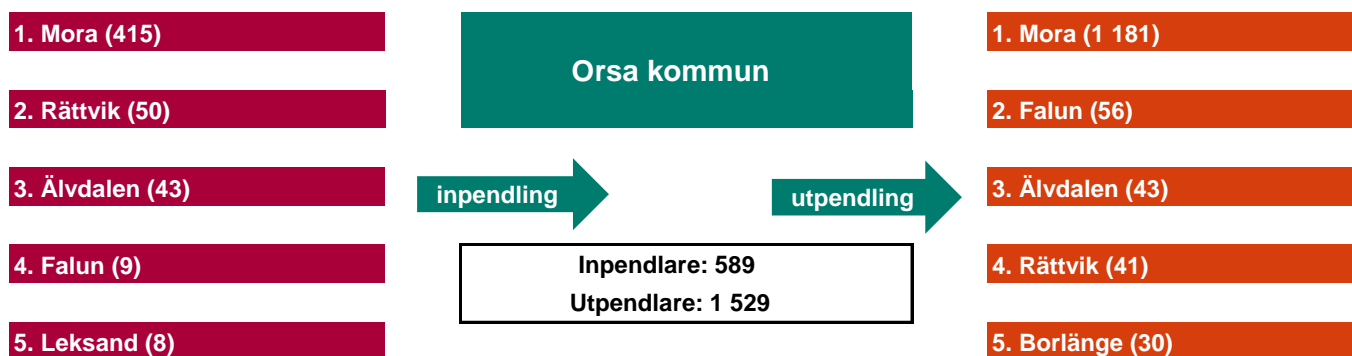 1. Mora (415)
2. Rättvik (50)
3. Älvdalen (43)
4. Falun (9)
5. Leksand (8)
Orsa kommun
inpendling
utpendling
Inpendlare: 589
Utpendlare: 1 529
1. Mora (1 181)
2. Falun (56)
3. Älvdalen (43)
4. Rättvik (41)
5. Borlänge (30)